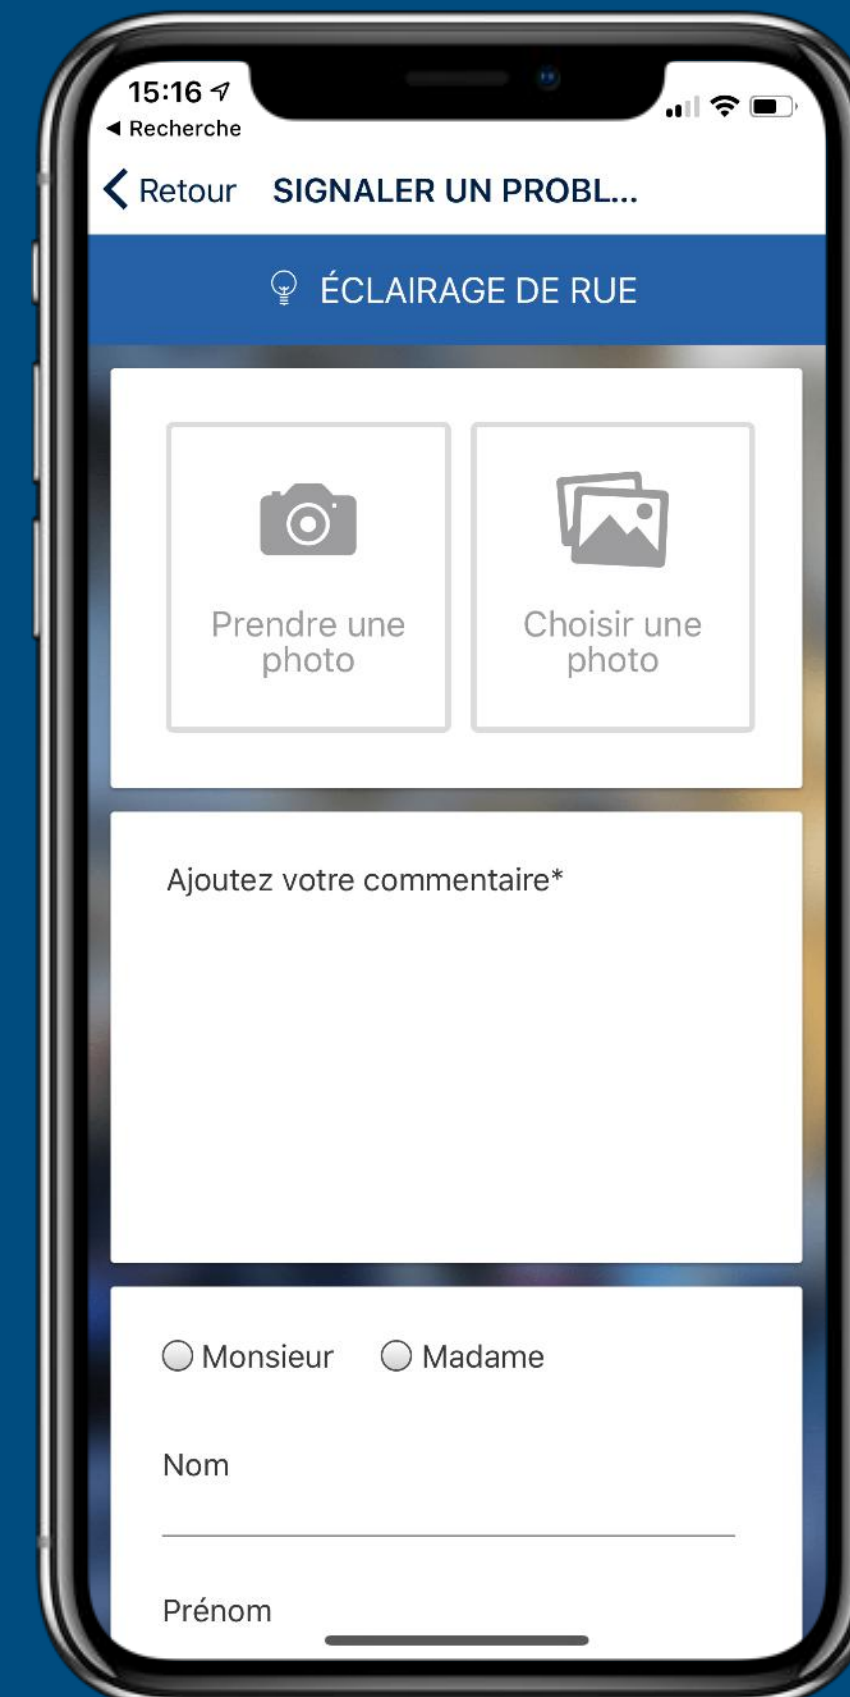 15:16
◀ Recherche
Retour SIGNALER UN PROBL...
ÉCLAIRAGE DE RUE
Prendre une
photo
Choisir une
photo
Ajoutez votre commentaire*
Monsieur Madame
Nom
Prénom